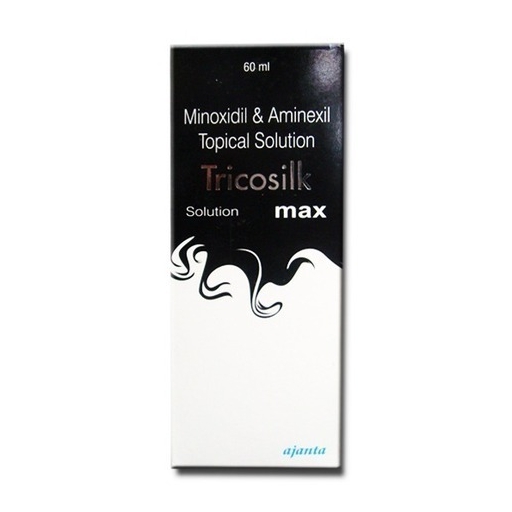 60 ml
Minoxidil & Aminexil
Topical Solution
Tricosilk
Solution max
ajanta